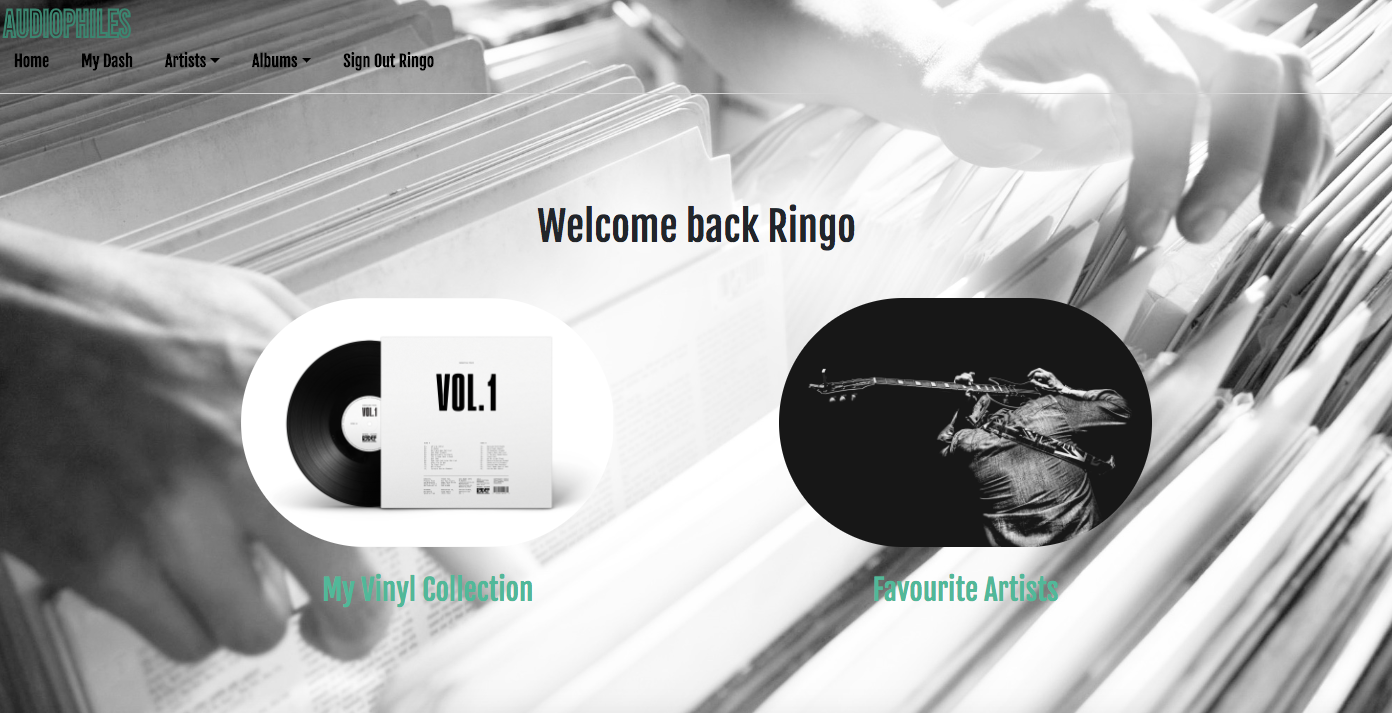 AUDIOPHILES
Home My Dash Artists Albums Sign Out Ringo
Welcome back Ringo
VOL.1
VOL.1
My Vinyl Collection
Favourite Artists